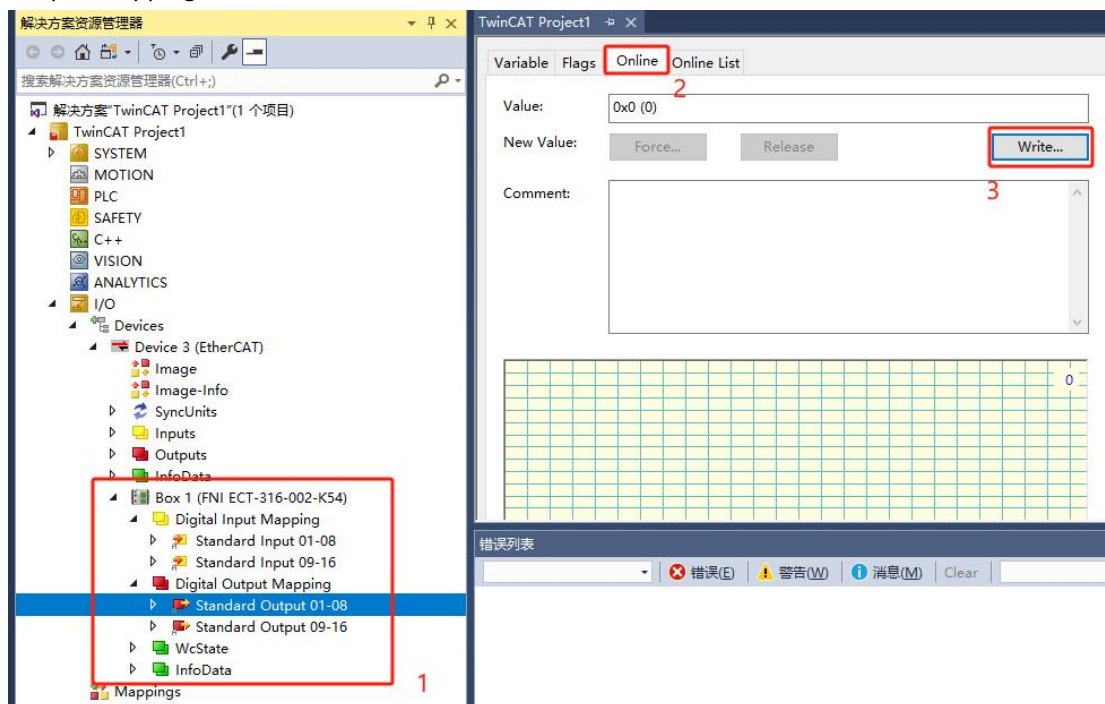 解决方案资源管理器
搜索解决方案资源管理器(Ctrl+;)
解决方案"TwinCAT Project1"(1 个项目)
TwinCAT Project1
SYSTEM
MOTION
PLC
SAFETY
C++
VISION
ANALYTICS
I/O
Devices
Device 3 (EtherCAT)
Image
Image-Info
SyncUnits
Inputs
Outputs
InfoData
Box 1 (FNI ECT-316-002-K54)
Digital Input Mapping
Standard Input 01-08
Standard Input 09-16
Digital Output Mapping
Standard Output 01-08
Standard Output 09-16
WcState
InfoData
1
Mappings
TwinCAT Project1
Variable Flags Online Online List
2
Value: 0x0 (0)
New Value: Force... Release Write...
3
Comment:
0
错误列表
错误(E) 警告(W) 消息(M) Clear